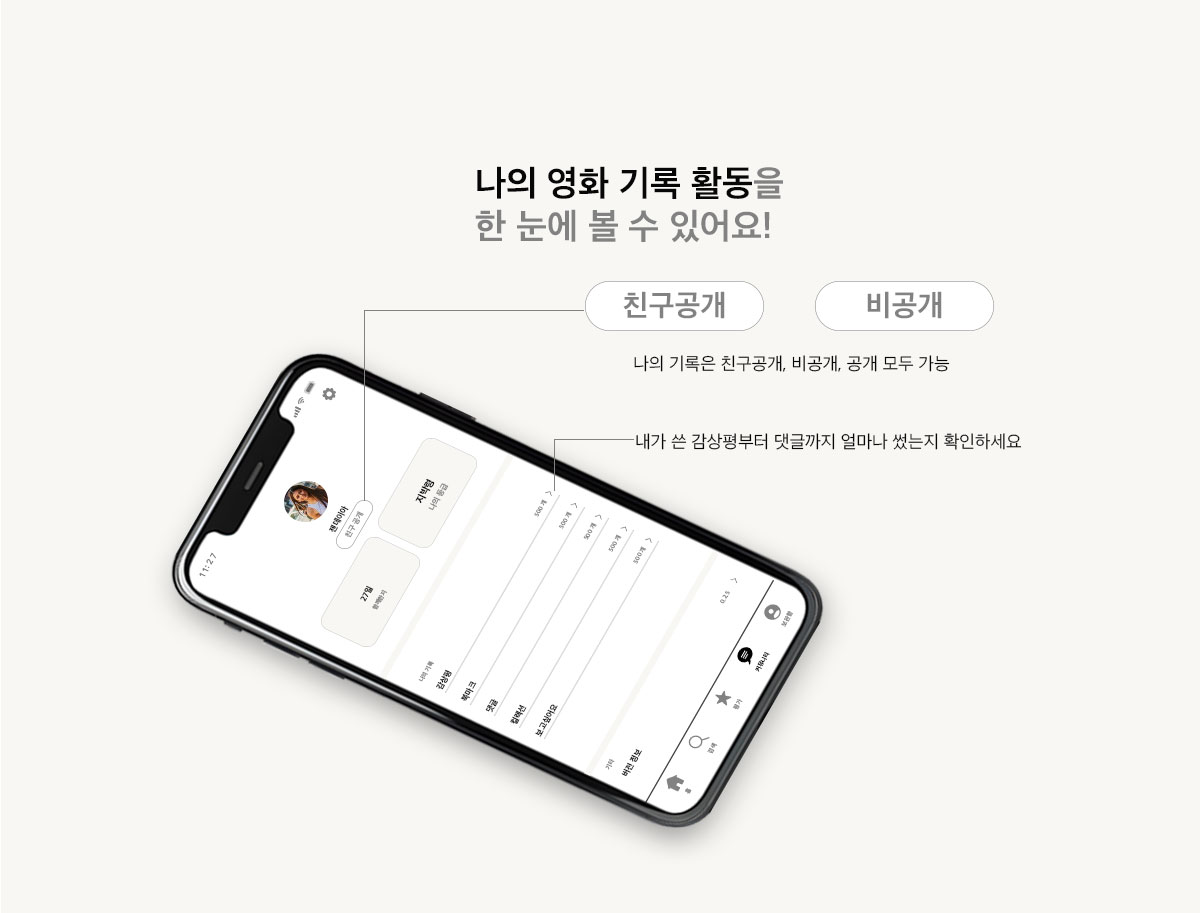 나의 영화 기록 활동을
한 눈에 볼 수 있어요!
친구공개
비공개
나의 기록은 친구공개, 비공개, 공개 모두 가능
내가 쓴 감상평부터 댓글까지 얼마나 썼는지 확인하세요
11:27
젠데이아
친구 공개
27일
함께한지
지박령
나의 등급
나의 기록
감상평
500 개
북마크
500 개
댓글
500 개
컬렉션
500 개
보고싶어요
500 개
기타
버전 정보
0.2.5
홈
검색
평가
커뮤니티
보관함